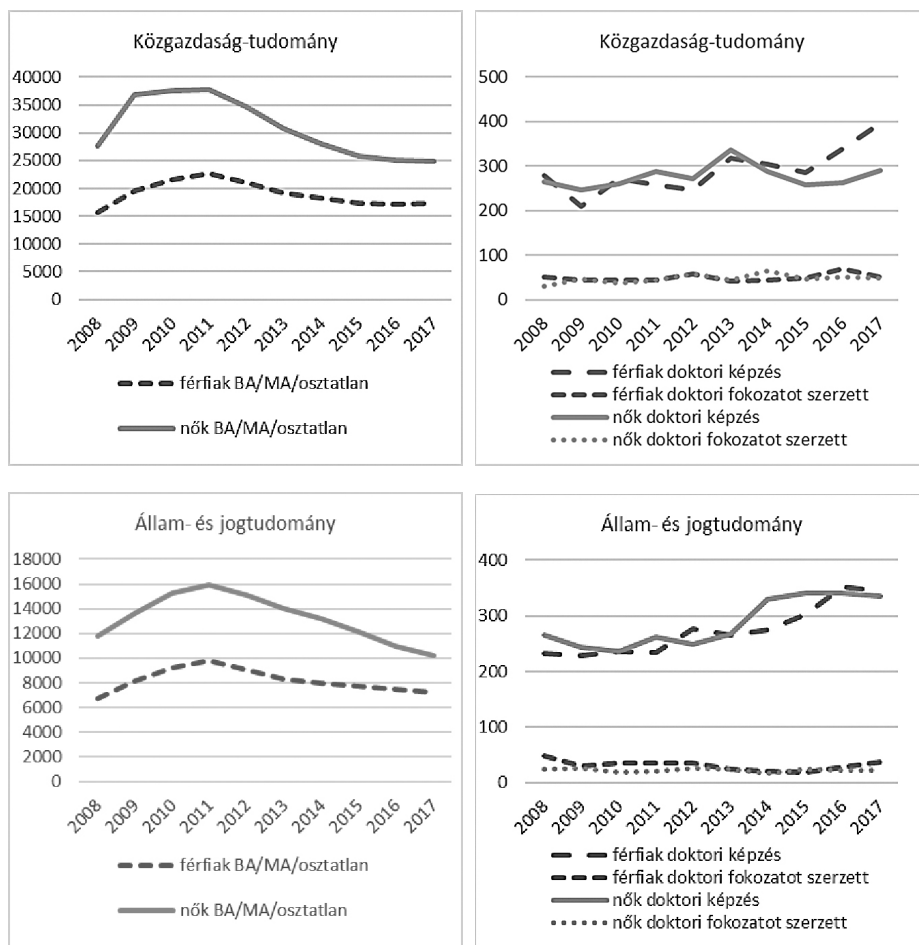 Közgazdaság-tudomány
40000
35000
30000
25000
20000
15000
10000
5000
0
2008 2009 2010 2011 2012 2013 2014 2015 2016 2017
férfiak BA/MA/osztatlan
nők BA/MA/osztatlan
Közgazdaság-tudomány
500
400
300
200
100
0
2008 2009 2010 2011 2012 2013 2014 2015 2016 2017
férfiak doktori képzés
férfiak doktori fokozatot szerzett
nők doktori képzés
nők doktori fokozatot szerzett
Állam- és jogtudomány
18000
16000
14000
12000
10000
8000
6000
4000
2000
0
2008 2009 2010 2011 2012 2013 2014 2015 2016 2017
férfiak BA/MA/osztatlan
nők BA/MA/osztatlan
Állam- és jogtudomány
400
300
200
100
0
2008 2009 2010 2011 2012 2013 2014 2015 2016 2017
férfiak doktori képzés
férfiak doktori fokozatot szerzett
nők doktori képzés
nők doktori fokozatot szerzett